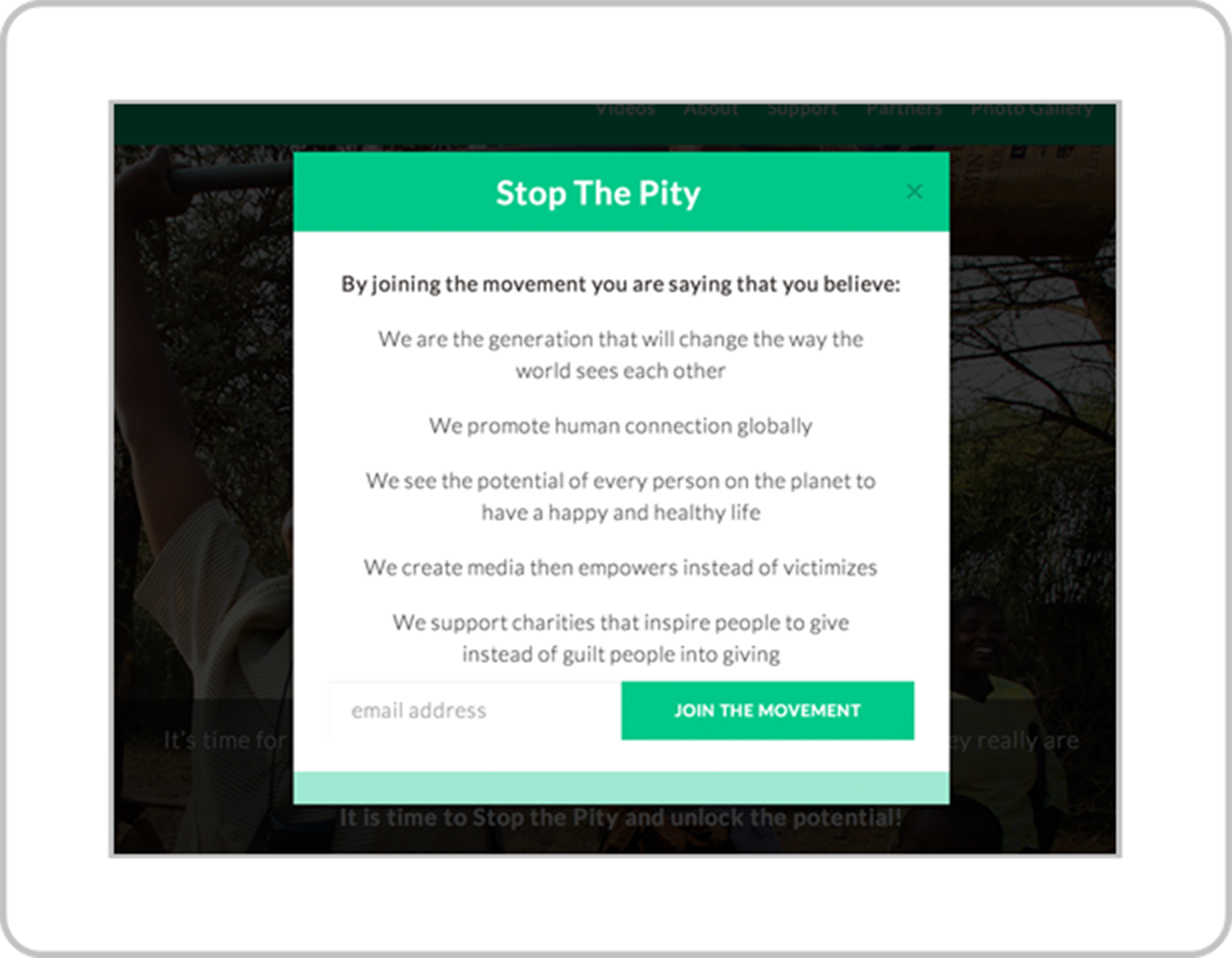 Videos About Support Partners Photo Gallery
Stop The Pity
By joining the movement you are saying that you believe:
We are the generation that will change the way the
world sees each other
We promote human connection globally
We see the potential of every person on the planet to
have a happy and healthy life
We create media then empowers instead of victimizes
We support charities that inspire people to give
instead of guilt people into giving
email address JOIN THE MOVEMENT
It's time for really are
It is time to Stop the Pity and unlock the potential!